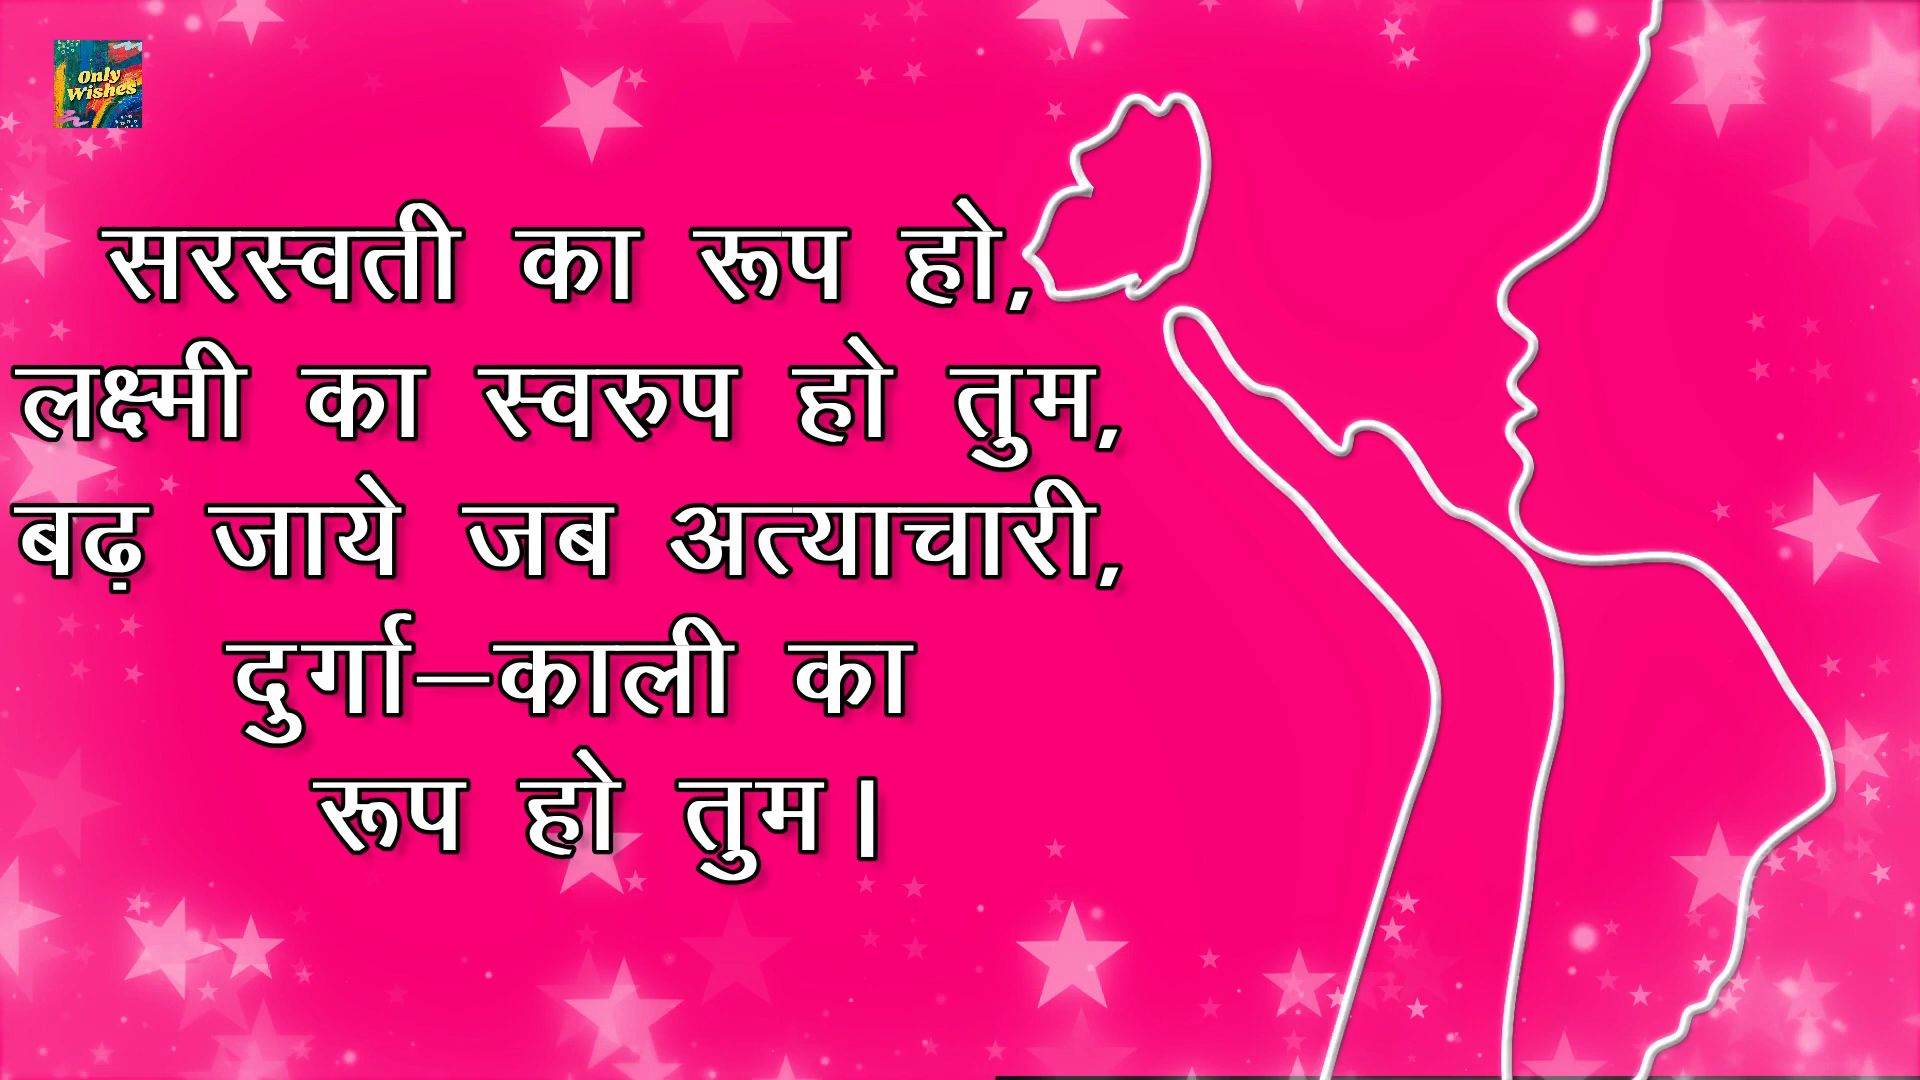 Only
Wishes
सरस्वती का रूप हो,
लक्ष्मी का स्वरुप हो तुम,
बढ़ जाये जब अत्याचारी,
दुर्गा–काली का
रूप हो तुम।